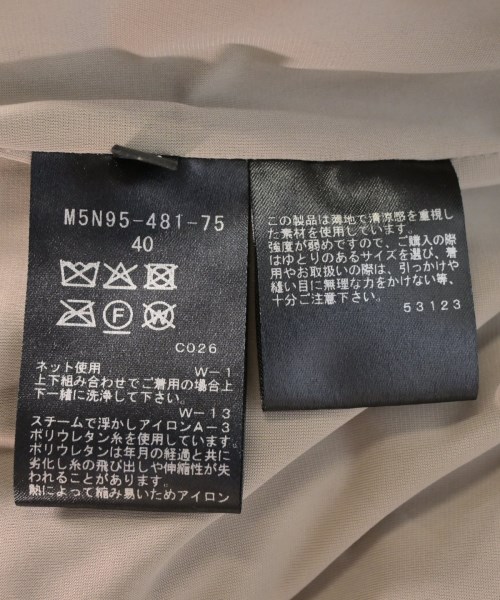 M5N95-481-75
40
F
W
C026
ネット使用 W-1
上下組み合わせでご着用の場合上
下一緒に洗浄して下さい。
W-13
スチームで浮かしアイロンA-3
ポリウレタン糸を使用しています
ポリウレタンは年月の経過と共に
劣化し糸の飛び出しや伸縮性が失
われることがあります。
熱によって縮み易いためアイロン
この製品は薄地で清涼感を重視し
た素材を使用しています。
強度が弱めですので、ご購入の際
はゆとりのあるサイズを選び、着
用やお取扱いの際は、引っかけや
縫い目に無理な力をかけない等、
十分ご注意下さい。
53123